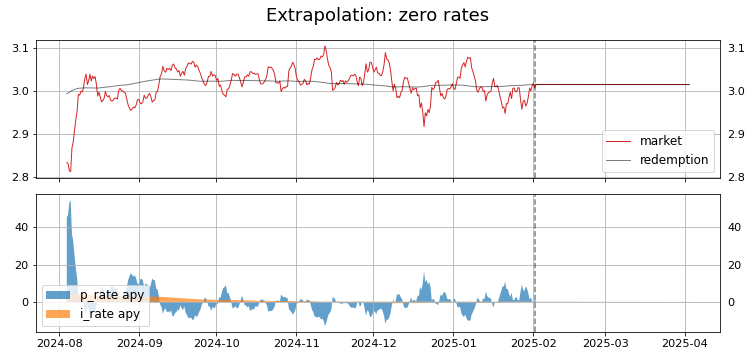 Extrapolation: zero rates
3.1 3.1
3.0 3.0
2.9 2.9
2.8 2.8
market
redemption
40 40
20 20
0 0
p_rate apy
i_rate apy
2024-08 2024-09 2024-10 2024-11 2024-12 2025-01 2025-02 2025-03 2025-04